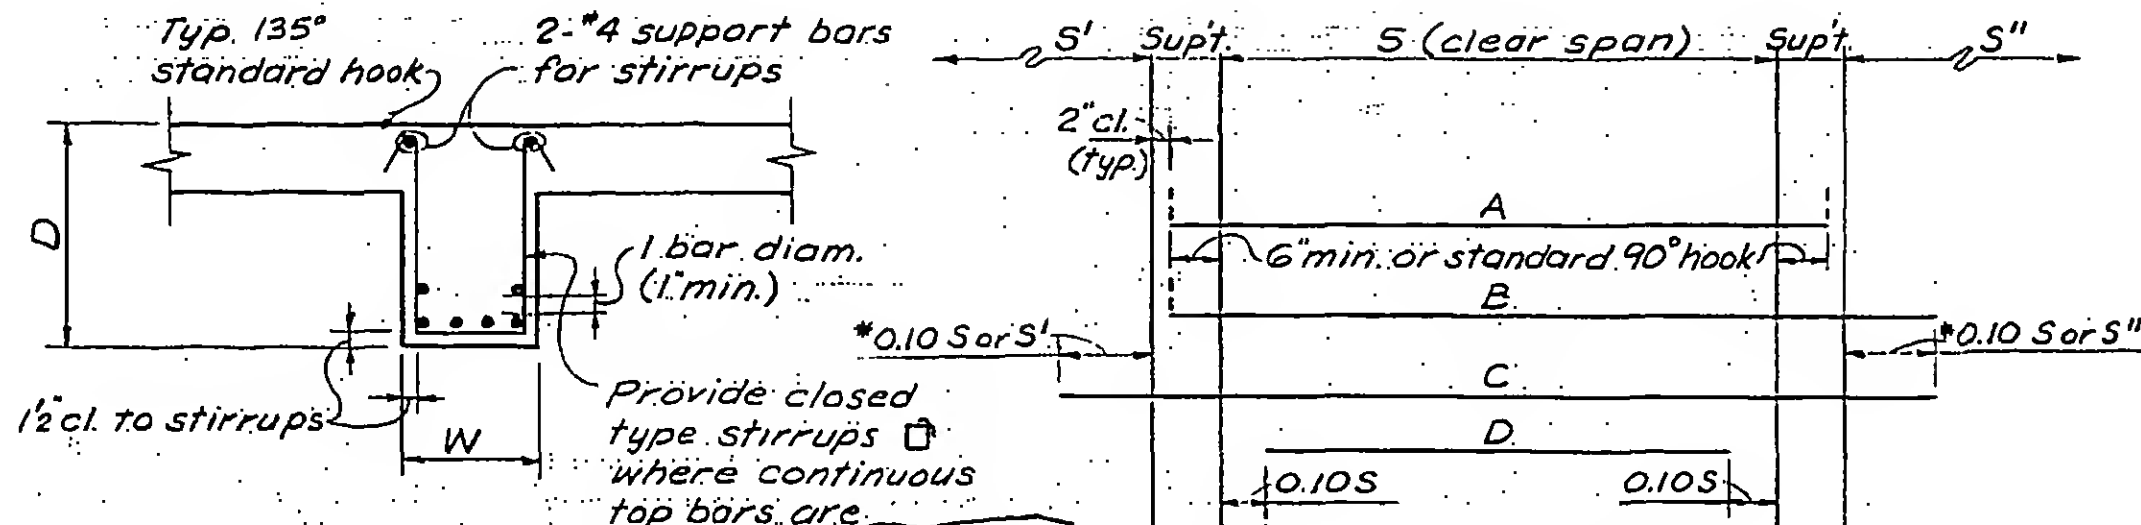 Typ. 135°
standard hook
2-#4 support bars
for stirrups
D
1 bar diam.
(1"min.)
1½"cl. to stirrups
W
Provide closed
type stirrups
where continuous
top bars are
S'
Sup't.
S (clear span)
Sup't.
S"
2"cl.
(typ.)
A
6"min. or standard 90° hook
B
*0.10 S or S'
*0.10 S or S"
C
D
0.10S
0.10S